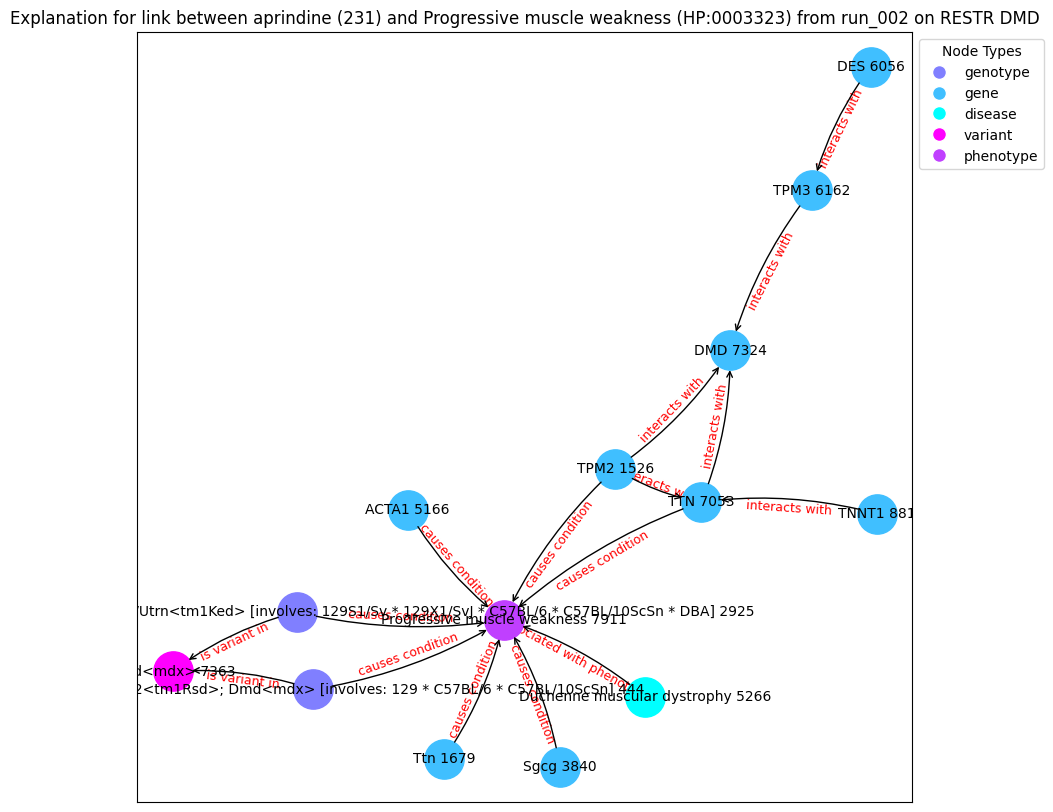 Explanation for link between aprindine (231) and Progressive muscle weakness (HP:0003323) from run_002 on RESTR DMD
Node Types
genotype
gene
disease
variant
phenotype
DES 6056
interacts with
TPM3 6162
interacts with
DMD 7324
interacts with
interacts with
TPM2 1526
TTN 7053
interacts with
TNNT1 881
ACTA1 5166
causes condition
causes condition
causes condition
/Utrn<tm1Ked> [involves: 129S1/Sv * 129X1/SvJ * C57BL/6 * C57BL/10ScSn * DBA] 2925
causes condition
Progressive muscle weakness 7911
is variant in
causes condition
d<mdx> 7363
is variant in
2<tm1Rsd>; Dmd<mdx> [involves: 129 * C57BL/6 * C57BL/10ScSn] 444
Duchenne muscular dystrophy 5266
causes condition
causes condition
Ttn 1679
Sgcg 3840